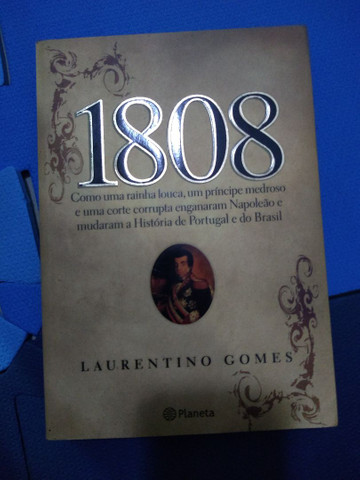 1808
Como uma rainha louca, um príncipe medroso
e uma corte corrupta enganaram Napoleão e
mudaram a História de Portugal e do Brasil
LAURENTINO GOMES
Planeta